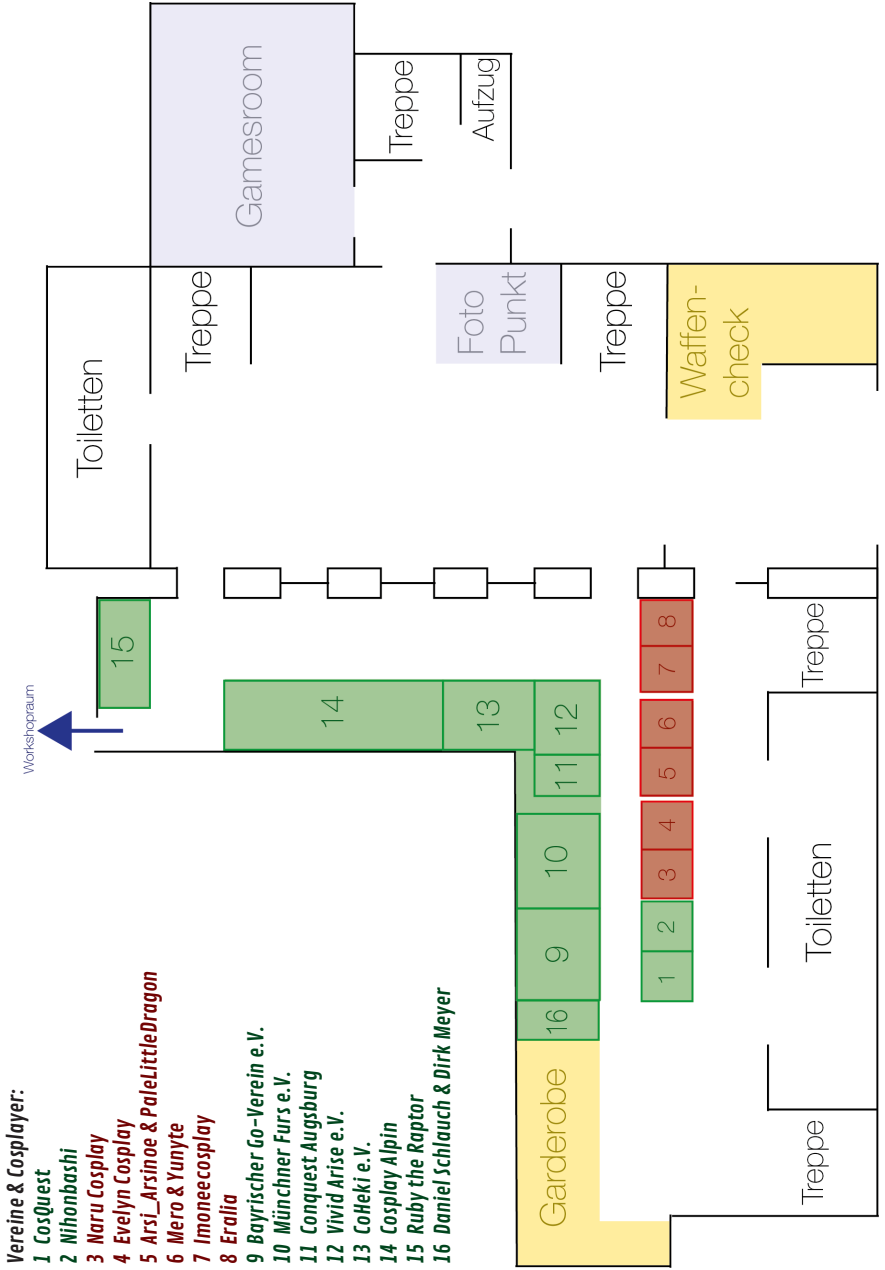 Vereine & Cosplayer:
1 CosQuest
2 Nihonbashi
3 Naru Cosplay
4 Evelyn Cosplay
5 Arsi_Arsinoe & PaleLittleDragon
6 Mero & Yunyte
7 Imoneecosplay
8 Eralia
9 Bayrischer Go-Verein e.V.
10 Münchner Furs e.V.
11 Conquest Augsburg
12 Vivid Arise e.V.
13 CoHeki e.V.
14 Cosplay Alpin
15 Ruby the Raptor
16 Daniel Schlauch & Dirk Meyer
Workshopraum
15
Toiletten
Treppe
Gamesroom
Treppe
Aufzug
14
13
12
11
10
9
16
Garderobe
Foto
Punkt
Treppe
Waffen-
check
1
2
3
4
5
6
7
8
Treppe
Toiletten
Treppe